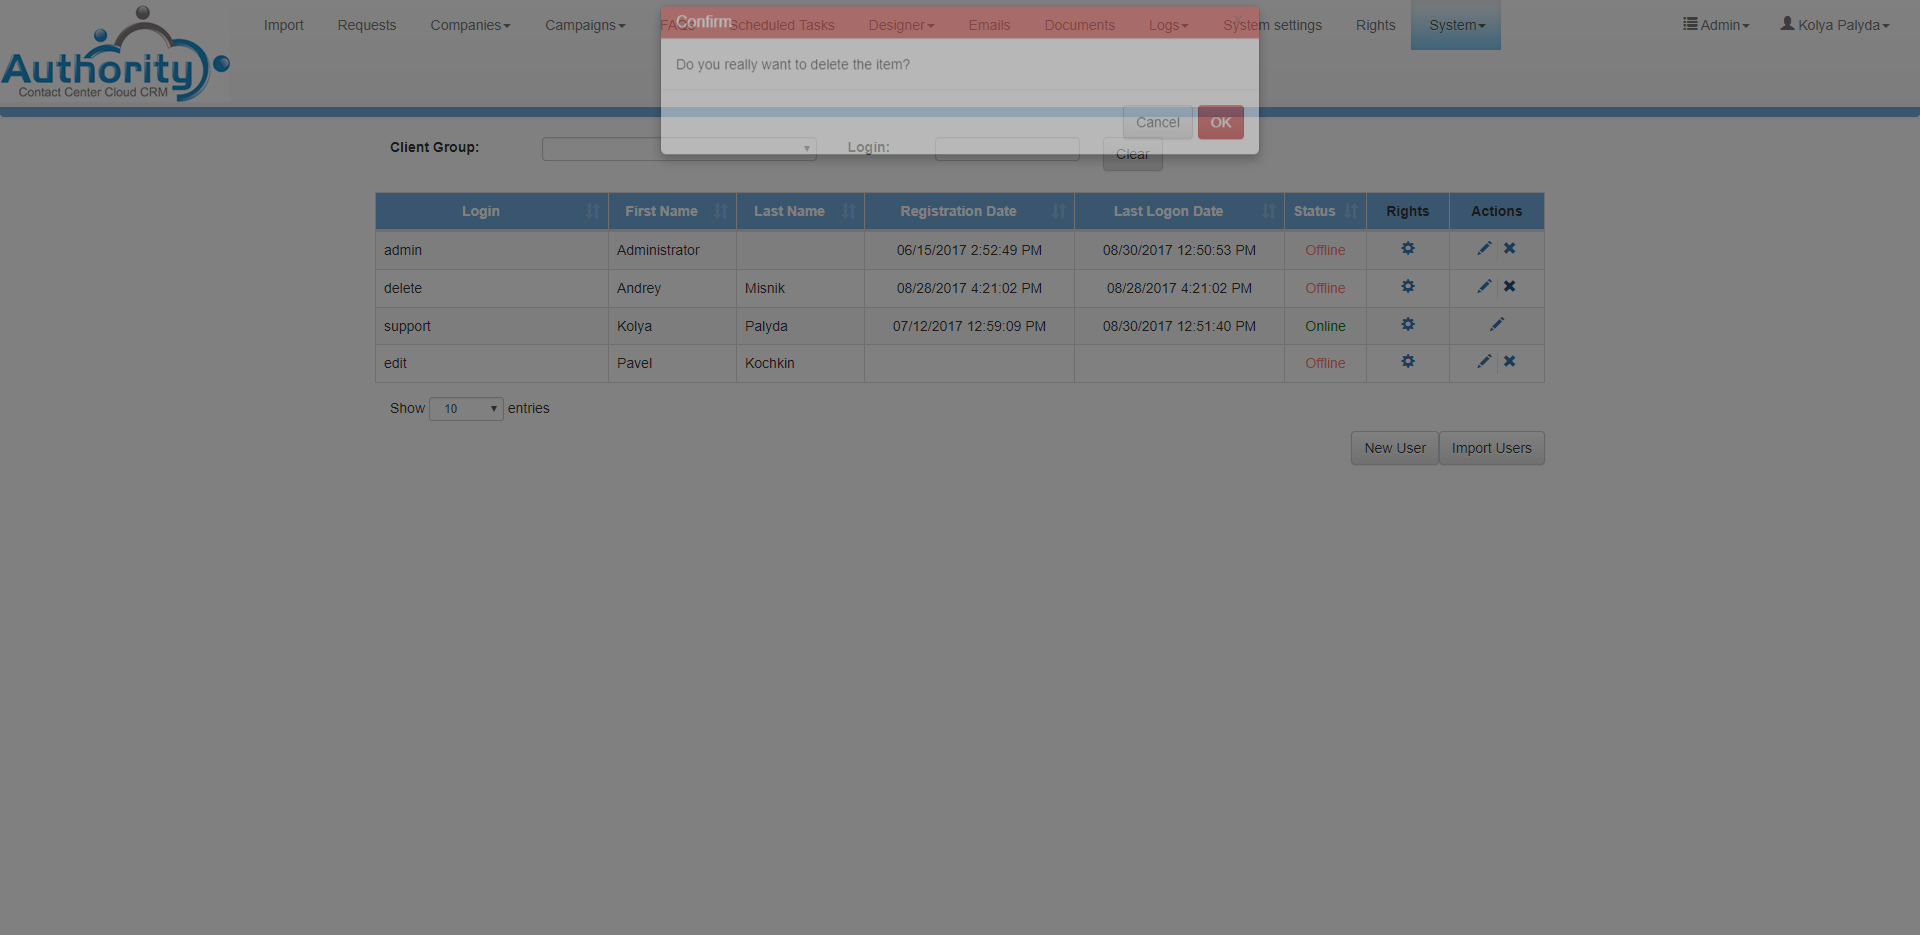 Authority
Contact Center Cloud CRM
Import Requests Companies Campaigns FAQs Scheduled Tasks Designer Emails Documents Logs System settings Rights System Admin Kolya Palyda
Confirm
Do you really want to delete the item?
Cancel OK
Client Group: Login: Clear
Login First Name Last Name Registration Date Last Logon Date Status Rights Actions
admin Administrator 06/15/2017 2:52:49 PM 08/30/2017 12:50:53 PM Offline
delete Andrey Misnik 08/28/2017 4:21:02 PM 08/28/2017 4:21:02 PM Offline
support Kolya Palyda 07/12/2017 12:59:09 PM 08/30/2017 12:51:40 PM Online
edit Pavel Kochkin Offline
Show 10 entries
New User Import Users